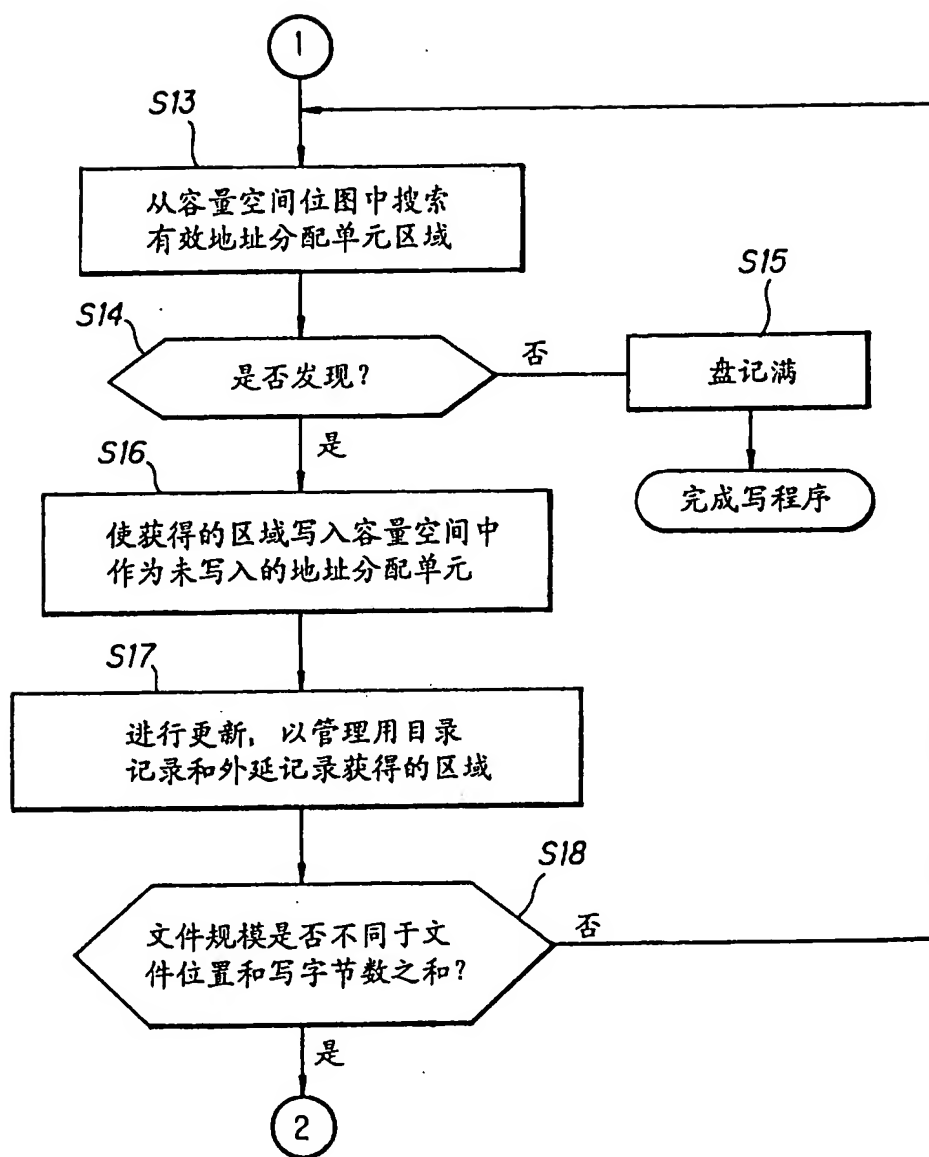 1
S13
从容量空间位图中搜索
有效地址分配单元区域
S14
是否发现?
否
S15
盘记满
完成写程序
是
S16
使获得的区域写入容量空间中
作为未写入的地址分配单元
S17
进行更新, 以管理用目录
记录和外延记录获得的区域
S18
文件规模是否不同于文
件位置和写字节数之和?
否
是
2